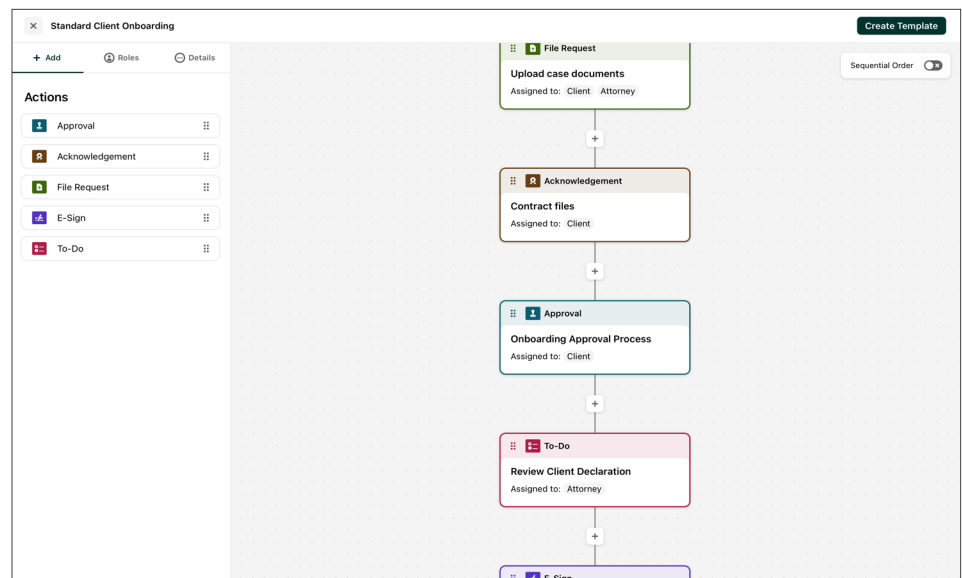 Standard Client Onboarding
Create Template
Add
Roles
Details
Sequential Order
Actions
Approval
Acknowledgement
File Request
E-Sign
To-Do
File Request
Upload case documents
Assigned to: Client Attorney
Acknowledgement
Contract files
Assigned to: Client
Approval
Onboarding Approval Process
Assigned to: Client
To-Do
Review Client Declaration
Assigned to: Attorney
E-Sign